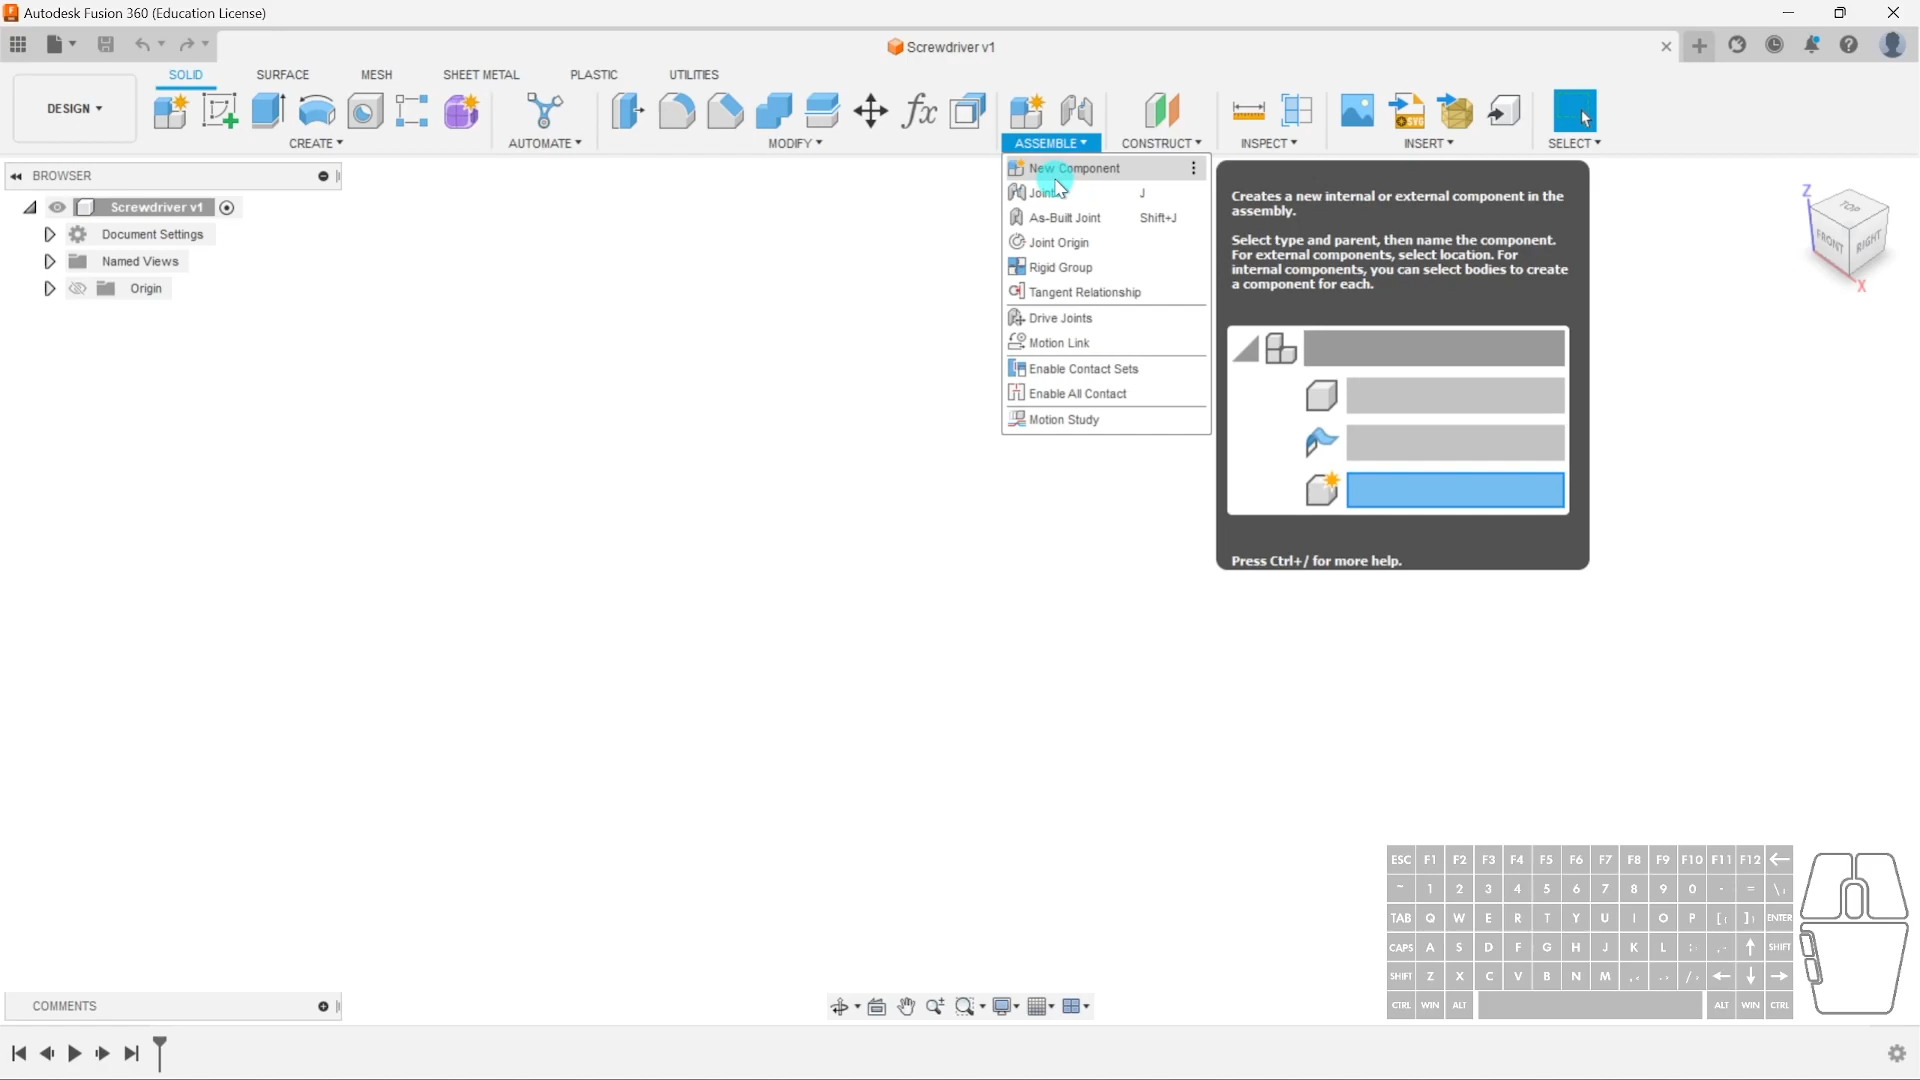 Autodesk Fusion 360 (Education License)
Screwdriver v1
SOLID SURFACE MESH SHEET METAL PLASTIC UTILITIES
DESIGN
CREATE AUTOMATE MODIFY ASSEMBLE CONSTRUCT INSPECT INSERT SELECT
BROWSER
Screwdriver v1
Document Settings
Named Views
Origin
New Component
Joint J
As-Built Joint Shift+J
Joint Origin
Rigid Group
Tangent Relationship
Drive Joints
Motion Link
Enable Contact Sets
Enable All Contact
Motion Study
Creates a new internal or external component in the
assembly.
Select type and parent, then name the component.
For external components, select location. For
internal components, you can select bodies to create
a component for each.
Press Ctrl+/ for more help.
Z
TOP
FRONT RIGHT
X
ESC F1 F2 F3 F4 F5 F6 F7 F8 F9 F10 F11 F12 ←
~ 1 2 3 4 5 6 7 8 9 0 - =
TAB Q W E R T Y U I O P [ ] ENTER
CAPS A S D F G H J K L ↑ SHIFT
SHIFT Z X C V B N M ← ↓ →
CTRL WIN ALT ALT WIN CTRL
COMMENTS